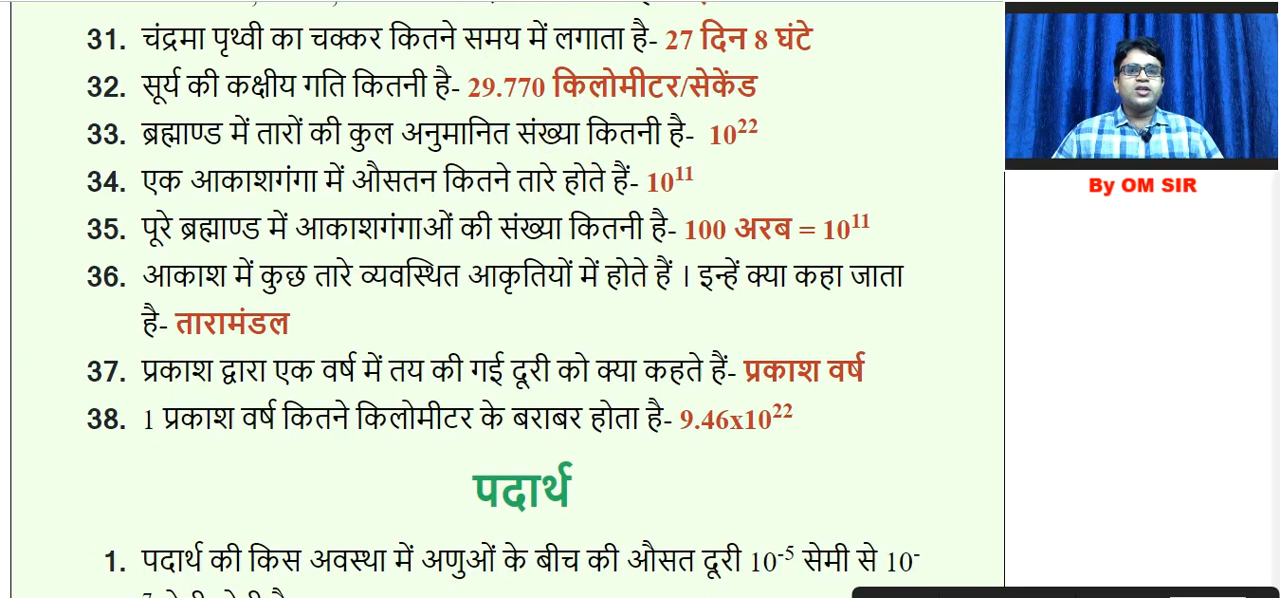 31. चंद्रमा पृथ्वी का चक्कर कितने समय में लगाता है- 27 दिन 8 घंटे
32. सूर्य की कक्षीय गति कितनी है- 29.770 किलोमीटर/सेकेंड
33. ब्रह्माण्ड में तारों की कुल अनुमानित संख्या कितनी है- 10²²
34. एक आकाशगंगा में औसतन कितने तारे होते हैं- 10¹¹
35. पूरे ब्रह्माण्ड में आकाशगंगाओं की संख्या कितनी है- 100 अरब = 10¹¹
36. आकाश में कुछ तारे व्यवस्थित आकृतियों में होते हैं । इन्हें क्या कहा जाता
है- तारामंडल
37. प्रकाश द्वारा एक वर्ष में तय की गई दूरी को क्या कहते हैं- प्रकाश वर्ष
38. 1 प्रकाश वर्ष कितने किलोमीटर के बराबर होता है- 9.46x10²²
पदार्थ
1. पदार्थ की किस अवस्था में अणुओं के बीच की औसत दूरी 10⁻⁵ सेमी से 10⁻
By OM SIR